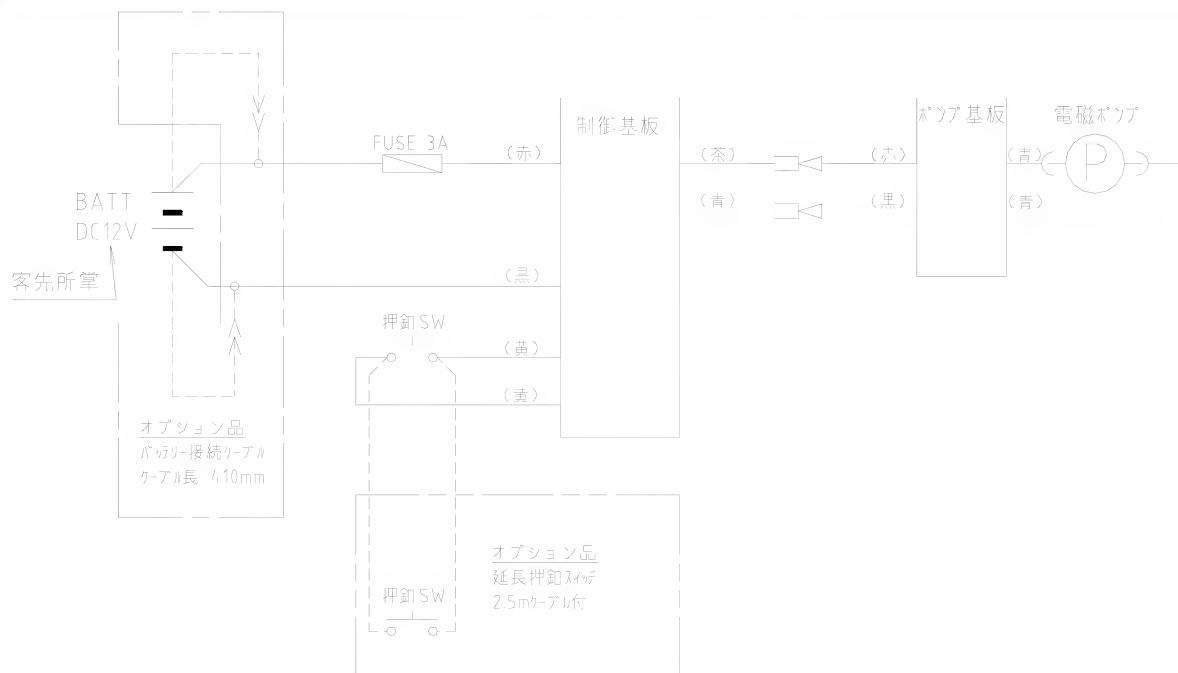 制御基板
ポンプ基板
電磁ポンプ
FUSE 3A
(赤)
(茶)
(青)
P
BATT
DC12V
(青)
(黒)
(青)
客先所掌
(黒)
押釦SW
(黄)
(黄)
オプション品
バッテリー接続ケーブル
ケーブル長 410mm
オプション品
延長押釦スイッチ
2.5mケーブル付
押釦SW